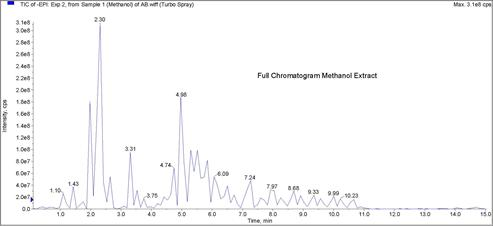 TIC of -EPI: Exp 2, from Sample 1 (Methanol) of AB.wiff (Turbo Spray)
Max. 3.1e8 cps.
2.30
3.1e8
3.0e8
2.8e8
2.6e8
2.4e8
Full Chromatogram Methanol Extract
2.2e8
2.0e8
4.98
1.8e8
1.6e8
1.4e8
1.2e8
1.0e8
3.31
8.0e7
4.74
6.0e7
6.09
7.24
4.0e7
1.10
1.43
7.97
8.68
2.0e7
3.75
9.33
9.99
10.23
0.0
1.0
2.0
3.0
4.0
5.0
6.0
7.0
8.0
9.0
10.0
11.0
12.0
13.0
14.0
15.0
Time, min
Intensity, cps